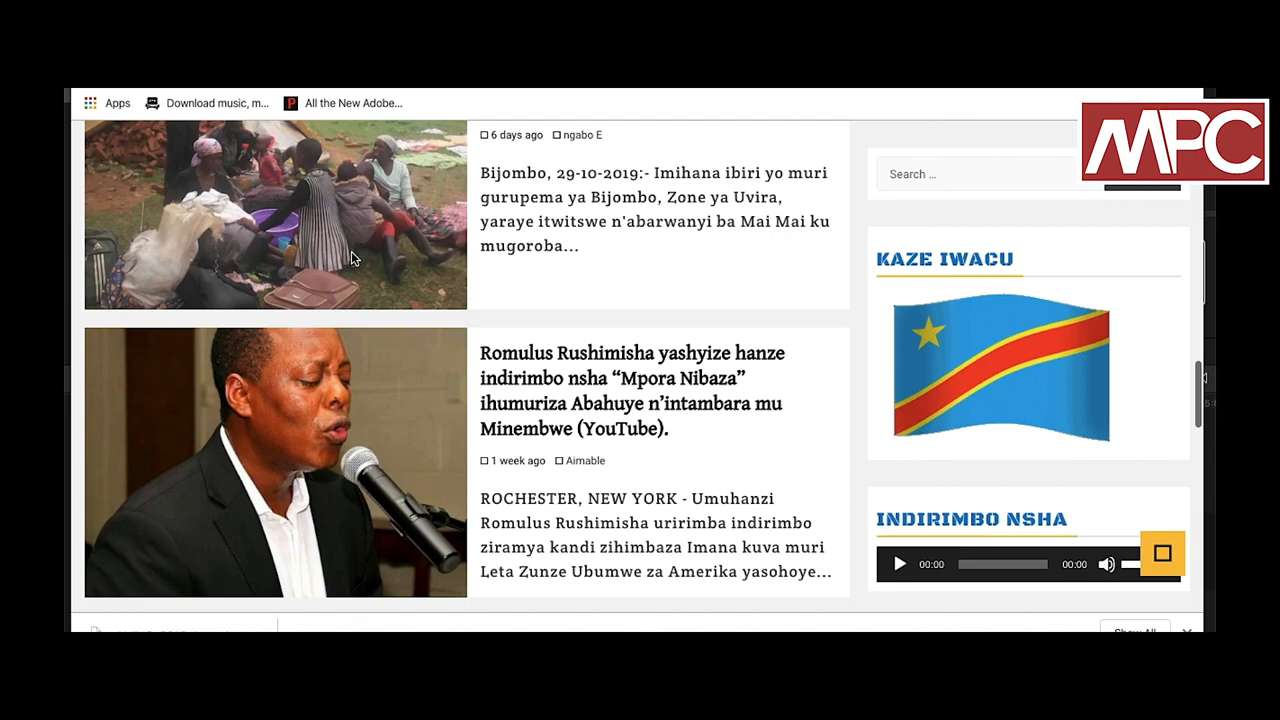 Apps
Download music, m...
All the New Adobe...
MPC
6 days ago
ngabo E
Bijombo, 29-10-2019:- Imihana ibiri yo muri
gurupema ya Bijombo, Zone ya Uvira,
yaraye itwitswe n'abarwanyi ba Mai Mai ku
mugoroba...
Search ...
KAZE IWACU
Romulus Rushimisha yashyize hanze
indirimbo nsha “Mpora Nibaza”
ihumuriza Abahuye n’intambara mu
Minembwe (YouTube).
1 week ago
Aimable
ROCHESTER, NEW YORK - Umuhanzi
Romulus Rushimisha uririmba indirimbo
ziramya kandi zihimbaza Imana kuva muri
Leta Zunze Ubumwe za Amerika yasohoye...
INDIRIMBO NSHA
00:00
00:00
Show All